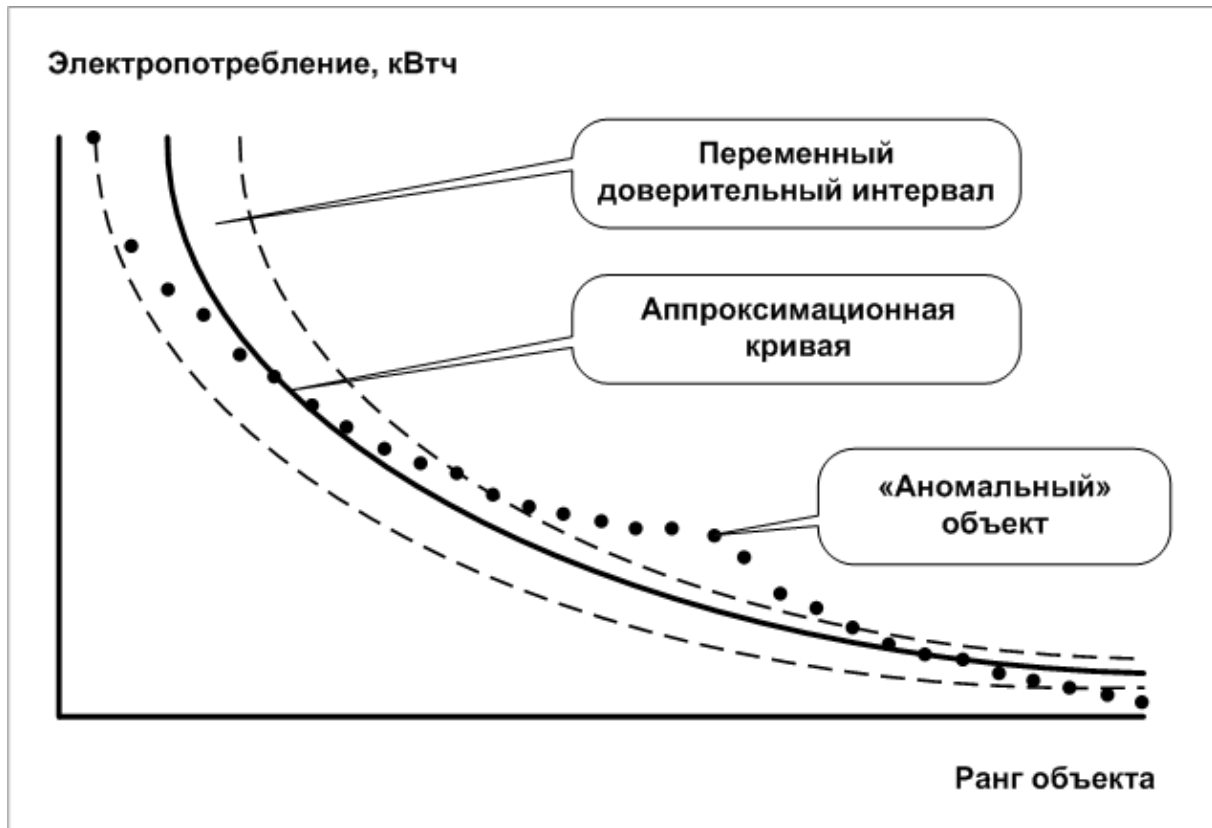 Электропотребление, кВтч
Переменный
доверительный интервал
Аппроксимационная
кривая
«Аномальный»
объект
Ранг объекта